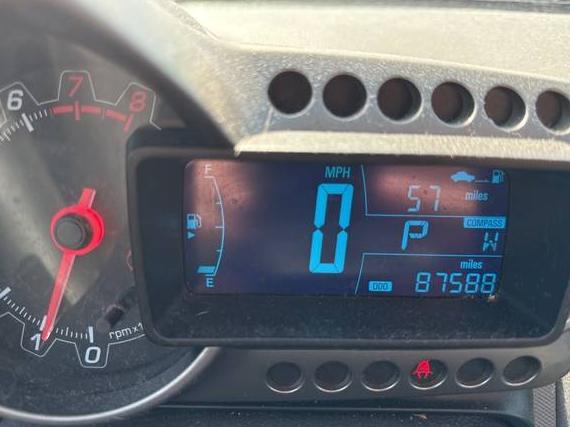 6 7 8
1 0
rpm x1
F
E
MPH
0
57 miles
P
COMPASS
W
miles
ODO 87588